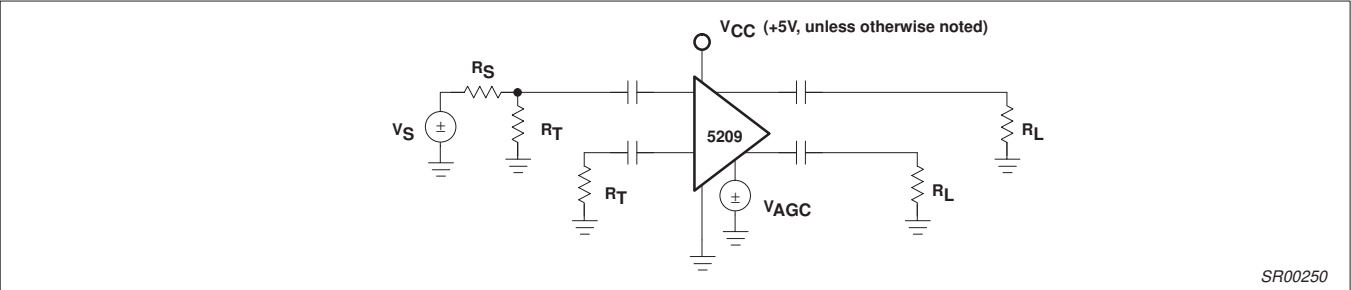 VCC (+5V, unless otherwise noted)
RS
VS
±
RT
5209
RL
RT
±
VAGC
RL
SR00250